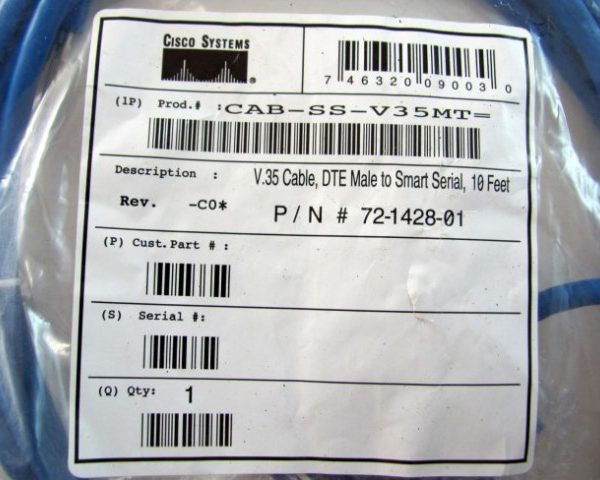 CISCO SYSTEMS
®
7 46320 09003 0
(1P) Prod.# :CAB-SS-V35MT=
Description : V.35 Cable, DTE Male to Smart Serial, 10 Feet
Rev. -C0* P/N # 72-1428-01
(P) Cust.Part # :
(S) Serial #:
(Q) Qty: 1